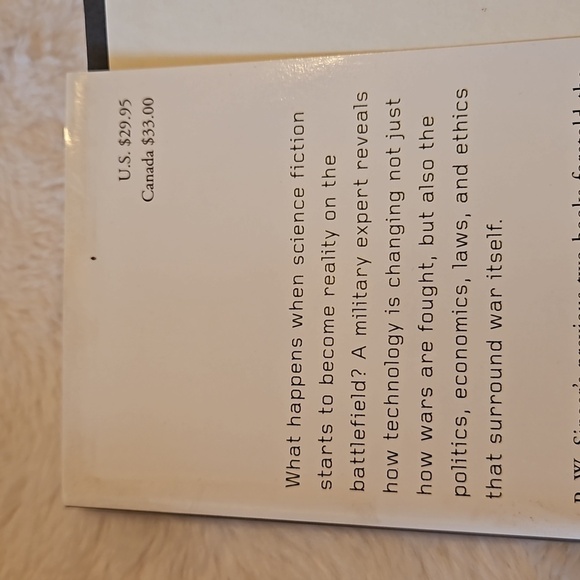 U.S. $29.95
Canada $33.00
What happens when science fiction
starts to become reality on the
battlefield? A military expert reveals
how technology is changing not just
how wars are fought, but also the
politics, economics, laws, and ethics
that surround war itself.